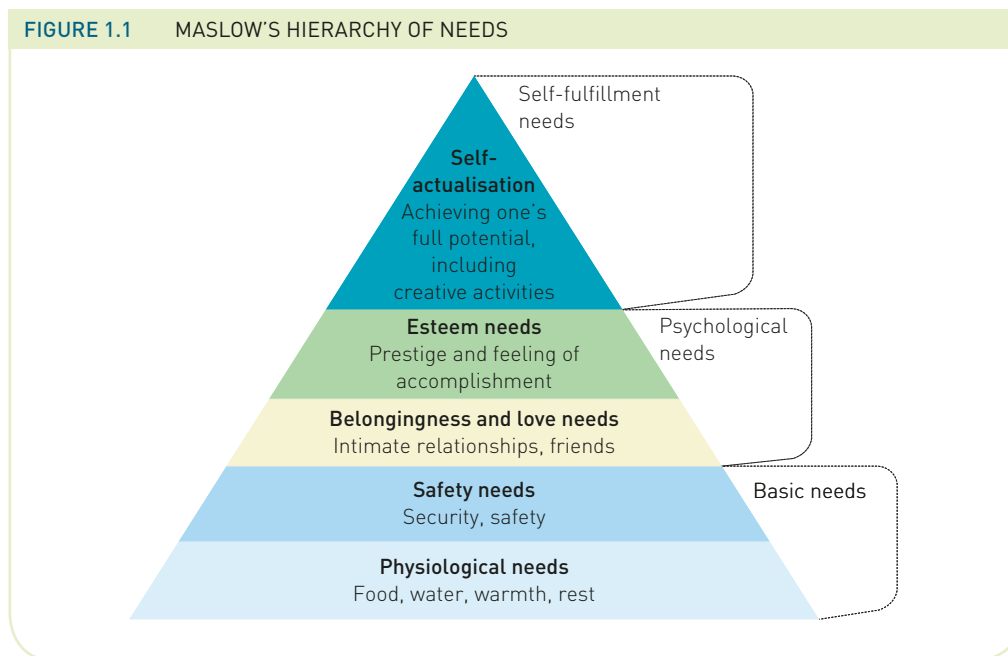 FIGURE 1.1 MASLOW'S HIERARCHY OF NEEDS
Self-fulfillment
needs
Self-
actualisation
Achieving one's
full potential,
including
creative activities
Psychological
needs
Esteem needs
Prestige and feeling of
accomplishment
Belongingness and love needs
Intimate relationships, friends
Basic needs
Safety needs
Security, safety
Physiological needs
Food, water, warmth, rest